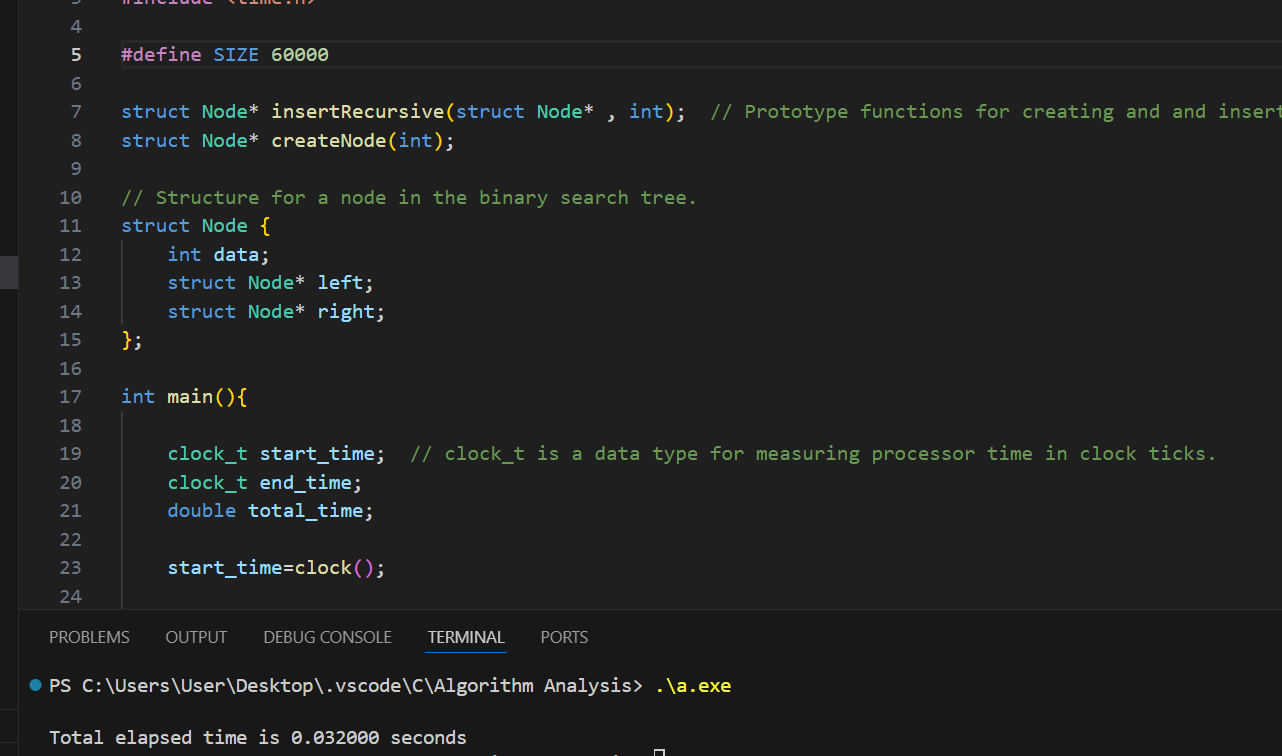 3 #include <time.h>
4
5 #define SIZE 60000
6
7 struct Node* insertRecursive(struct Node* , int);  // Prototype functions for creating and and insert
8 struct Node* createNode(int);
9
10 // Structure for a node in the binary search tree.
11 struct Node {
12     int data;
13     struct Node* left;
14     struct Node* right;
15 };
16
17 int main(){
18
19     clock_t start_time;  // clock_t is a data type for measuring processor time in clock ticks.
20     clock_t end_time;
21     double total_time;
22
23     start_time=clock();
24
PROBLEMS OUTPUT DEBUG CONSOLE TERMINAL PORTS
PS C:\Users\User\Desktop\.vscode\C\Algorithm Analysis> .\a.exe
Total elapsed time is 0.032000 seconds